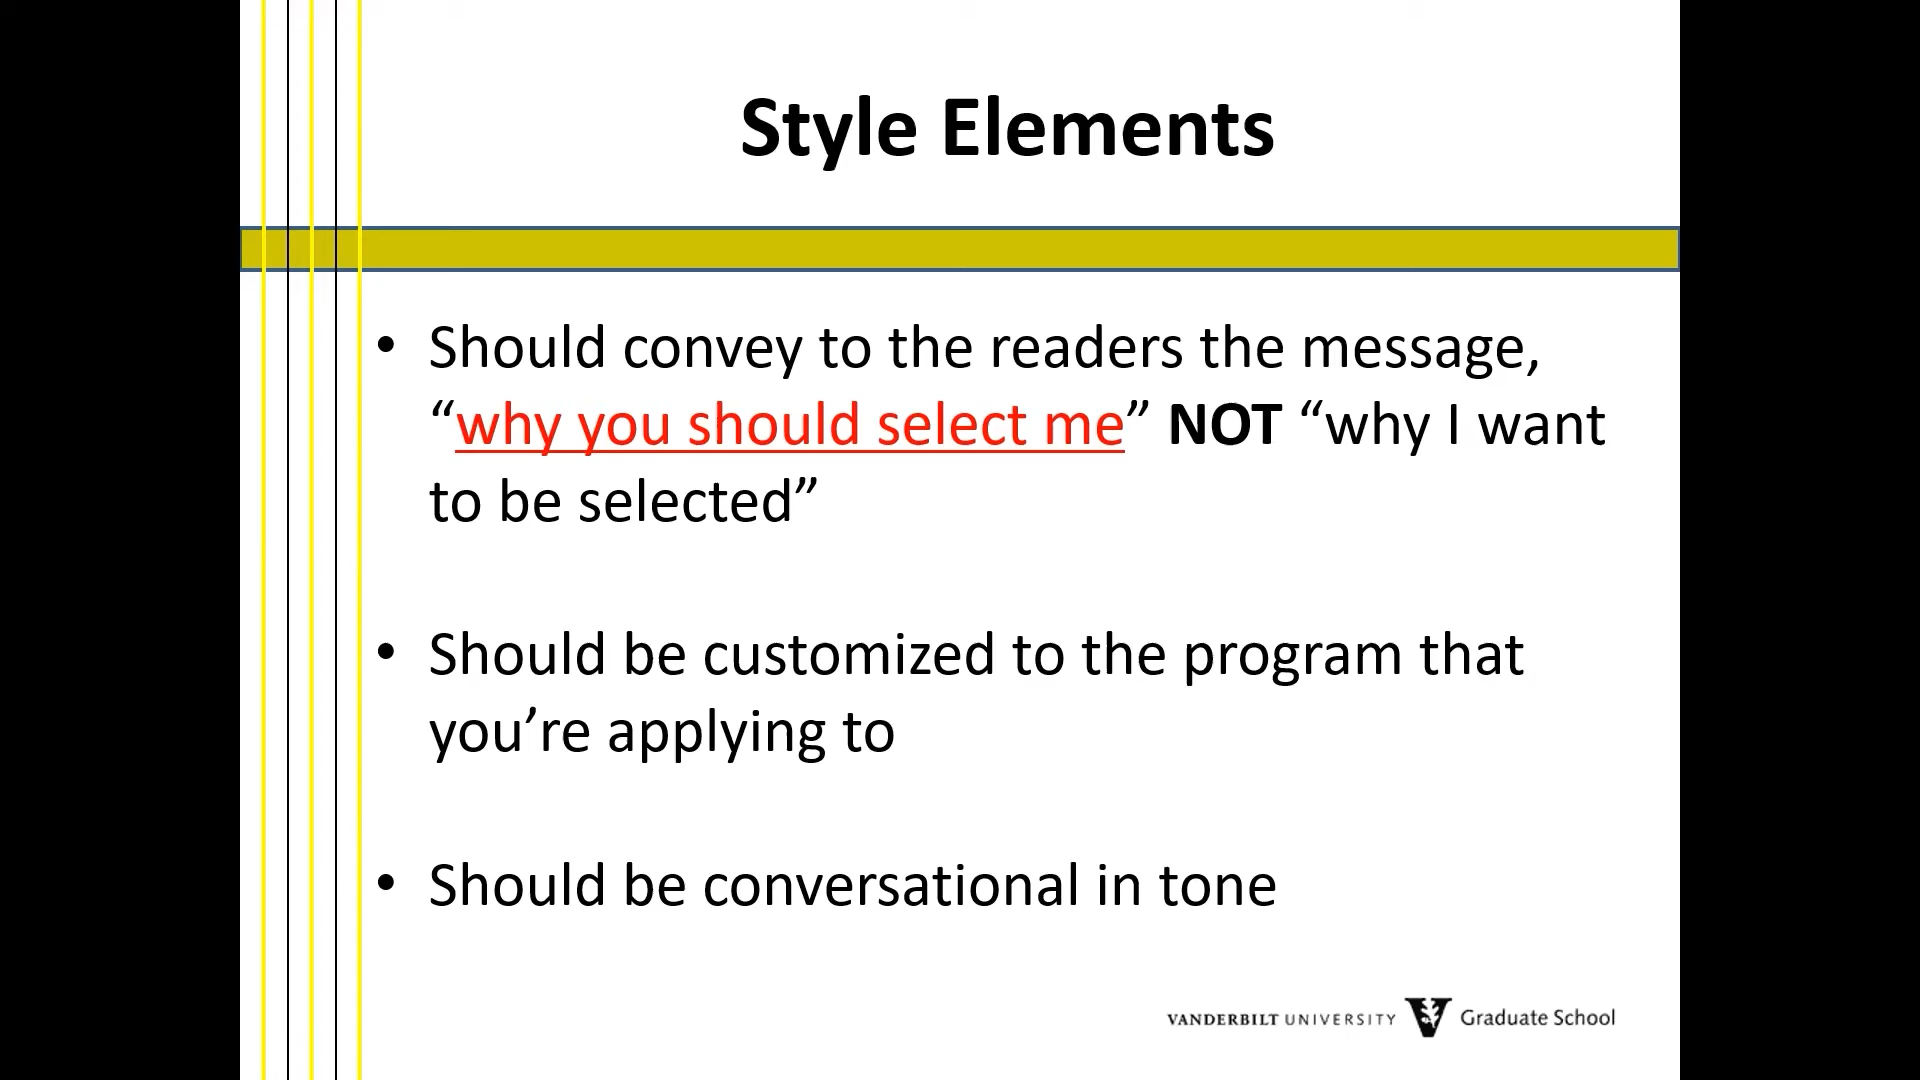 Style Elements
• Should convey to the readers the message,
“why you should select me” NOT “why I want
to be selected”
• Should be customized to the program that
you’re applying to
• Should be conversational in tone
VANDERBILT UNIVERSITY V Graduate School